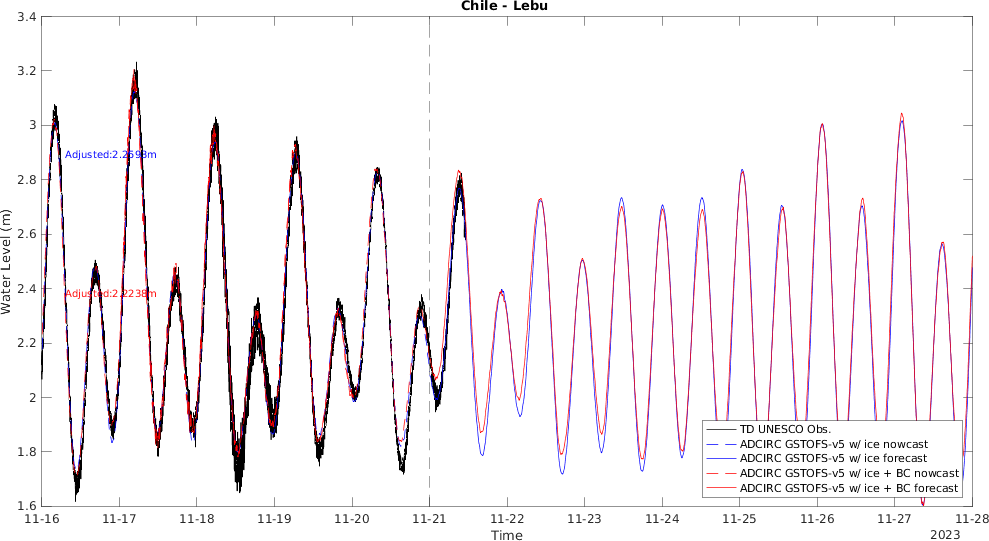 Chile - Lebu
3.4
3.2
3
2.8
2.6
2.4
2.2
2
1.8
1.6
Water Level (m)
Adjusted:2.2693m
Adjusted:2.2238m
TD UNESCO Obs.
ADCIRC GSTOFS-v5 w/ ice nowcast
ADCIRC GSTOFS-v5 w/ ice forecast
ADCIRC GSTOFS-v5 w/ ice + BC nowcast
ADCIRC GSTOFS-v5 w/ ice + BC forecast
11-16 11-17 11-18 11-19 11-20 11-21 11-22 11-23 11-24 11-25 11-26 11-27 11-28
Time
2023